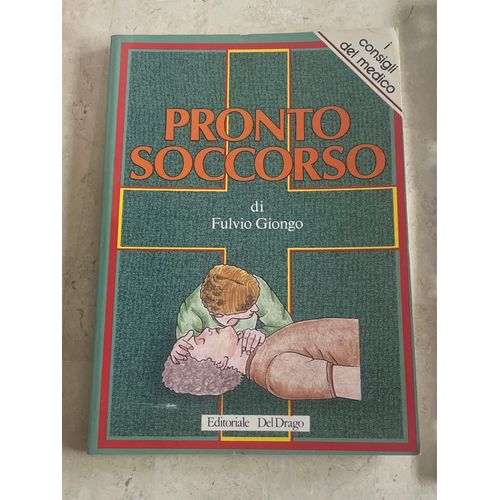 i
consigli
del medico
PRONTO
SOCCORSO
di
Fulvio Giongo
Editoriale Del Drago